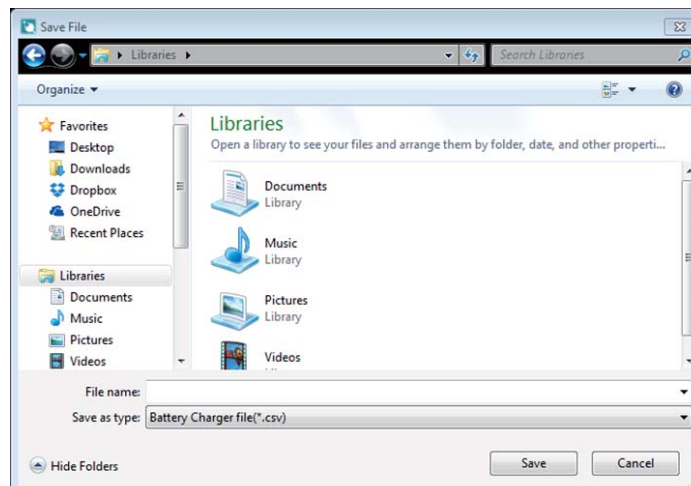 Save File
Libraries
Search Libraries
Organize
Favorites
Desktop
Downloads
Dropbox
OneDrive
Recent Places
Libraries
Documents
Music
Pictures
Videos
Libraries
Open a library to see your files and arrange them by folder, date, and other properti...
Documents
Library
Music
Library
Pictures
Library
Videos
File name:
Save as type: Battery Charger file(*.csv)
Hide Folders
Save
Cancel